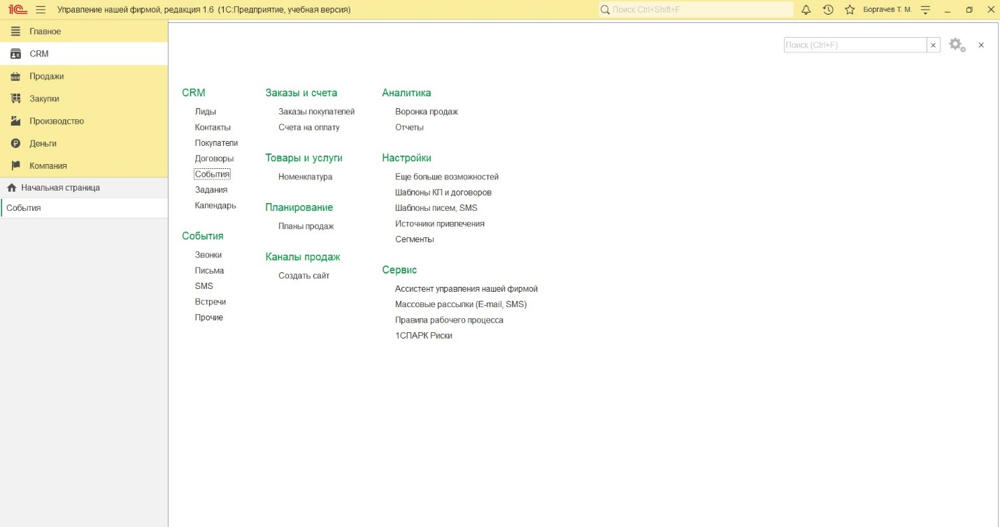 1С Управление нашей фирмой, редакция 1.6 (1С:Предприятие, учебная версия)
Поиск Ctrl+Shift+F
Боргачев Т. М.
Главное
CRM
Продажи
Закупки
Производство
Деньги
Компания
Начальная страница
События
Поиск (Ctrl+F)
CRM
Лиды
Контакты
Покупатели
Договоры
События
Задания
Календарь
События
Звонки
Письма
SMS
Встречи
Прочие
Заказы и счета
Заказы покупателей
Счета на оплату
Товары и услуги
Номенклатура
Планирование
Планы продаж
Каналы продаж
Создать сайт
Аналитика
Воронка продаж
Отчеты
Настройки
Еще больше возможностей
Шаблоны КП и договоров
Шаблоны писем, SMS
Источники привлечения
Сегменты
Сервис
Ассистент управления нашей фирмой
Массовые рассылки (E-mail, SMS)
Правила рабочего процесса
1СПАРК Риски